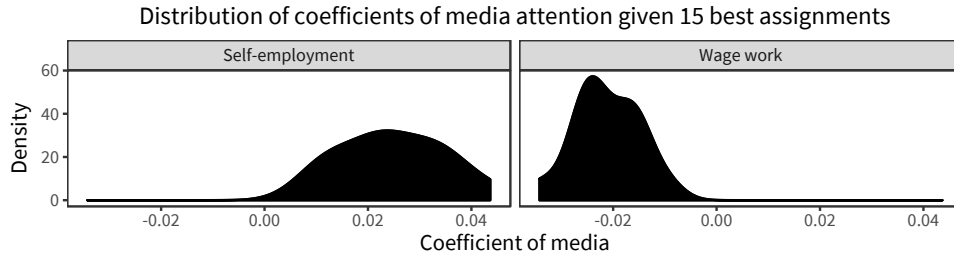 Distribution of coefficients of media attention given 15 best assignments
Self-employment
Wage work
Density
60
40
20
0
-0.02 0.00 0.02 0.04
-0.02 0.00 0.02 0.04
Coefficient of media